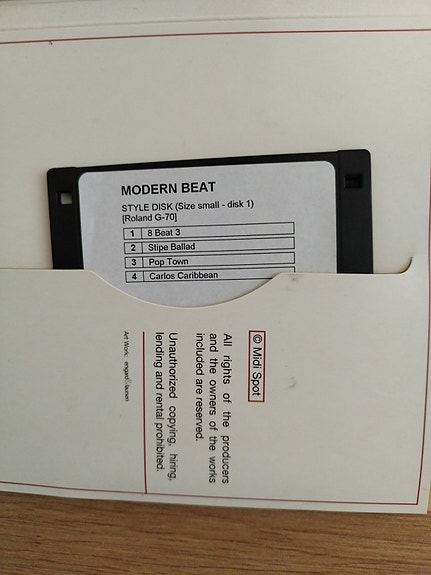 MODERN BEAT
STYLE DISK (Size small - disk 1)
[Roland G-70]
1 8 Beat 3
2 Stipe Ballad
3 Pop Town
4 Carlos Caribbean
© Midi Spot
All rights of the producers
and the owners of the works
included are reserved.
Unauthorized copying, hiring,
lending and rental prohibited.
Art Work: